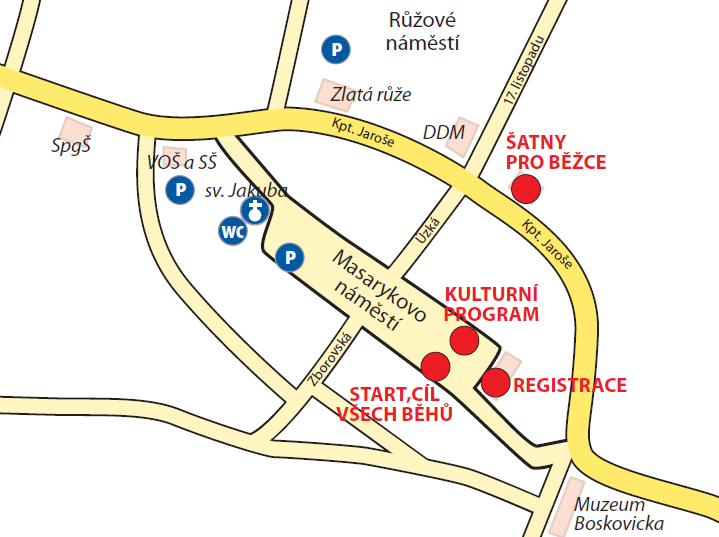 Růžové
náměstí
P
17. listopadu
Zlatá růže
Kpt. Jaroše
DDM
SpgŠ
ŠATNY
PRO BĚŽCE
VOŠ a SŠ
P
sv. Jakuba
WC
Úzká
Kpt. Jaroše
P
Masarykovo
náměstí
KULTURNÍ
PROGRAM
Zborovská
START,CÍL
VŠECH BĚHŮ
REGISTRACE
Muzeum
Boskovicka